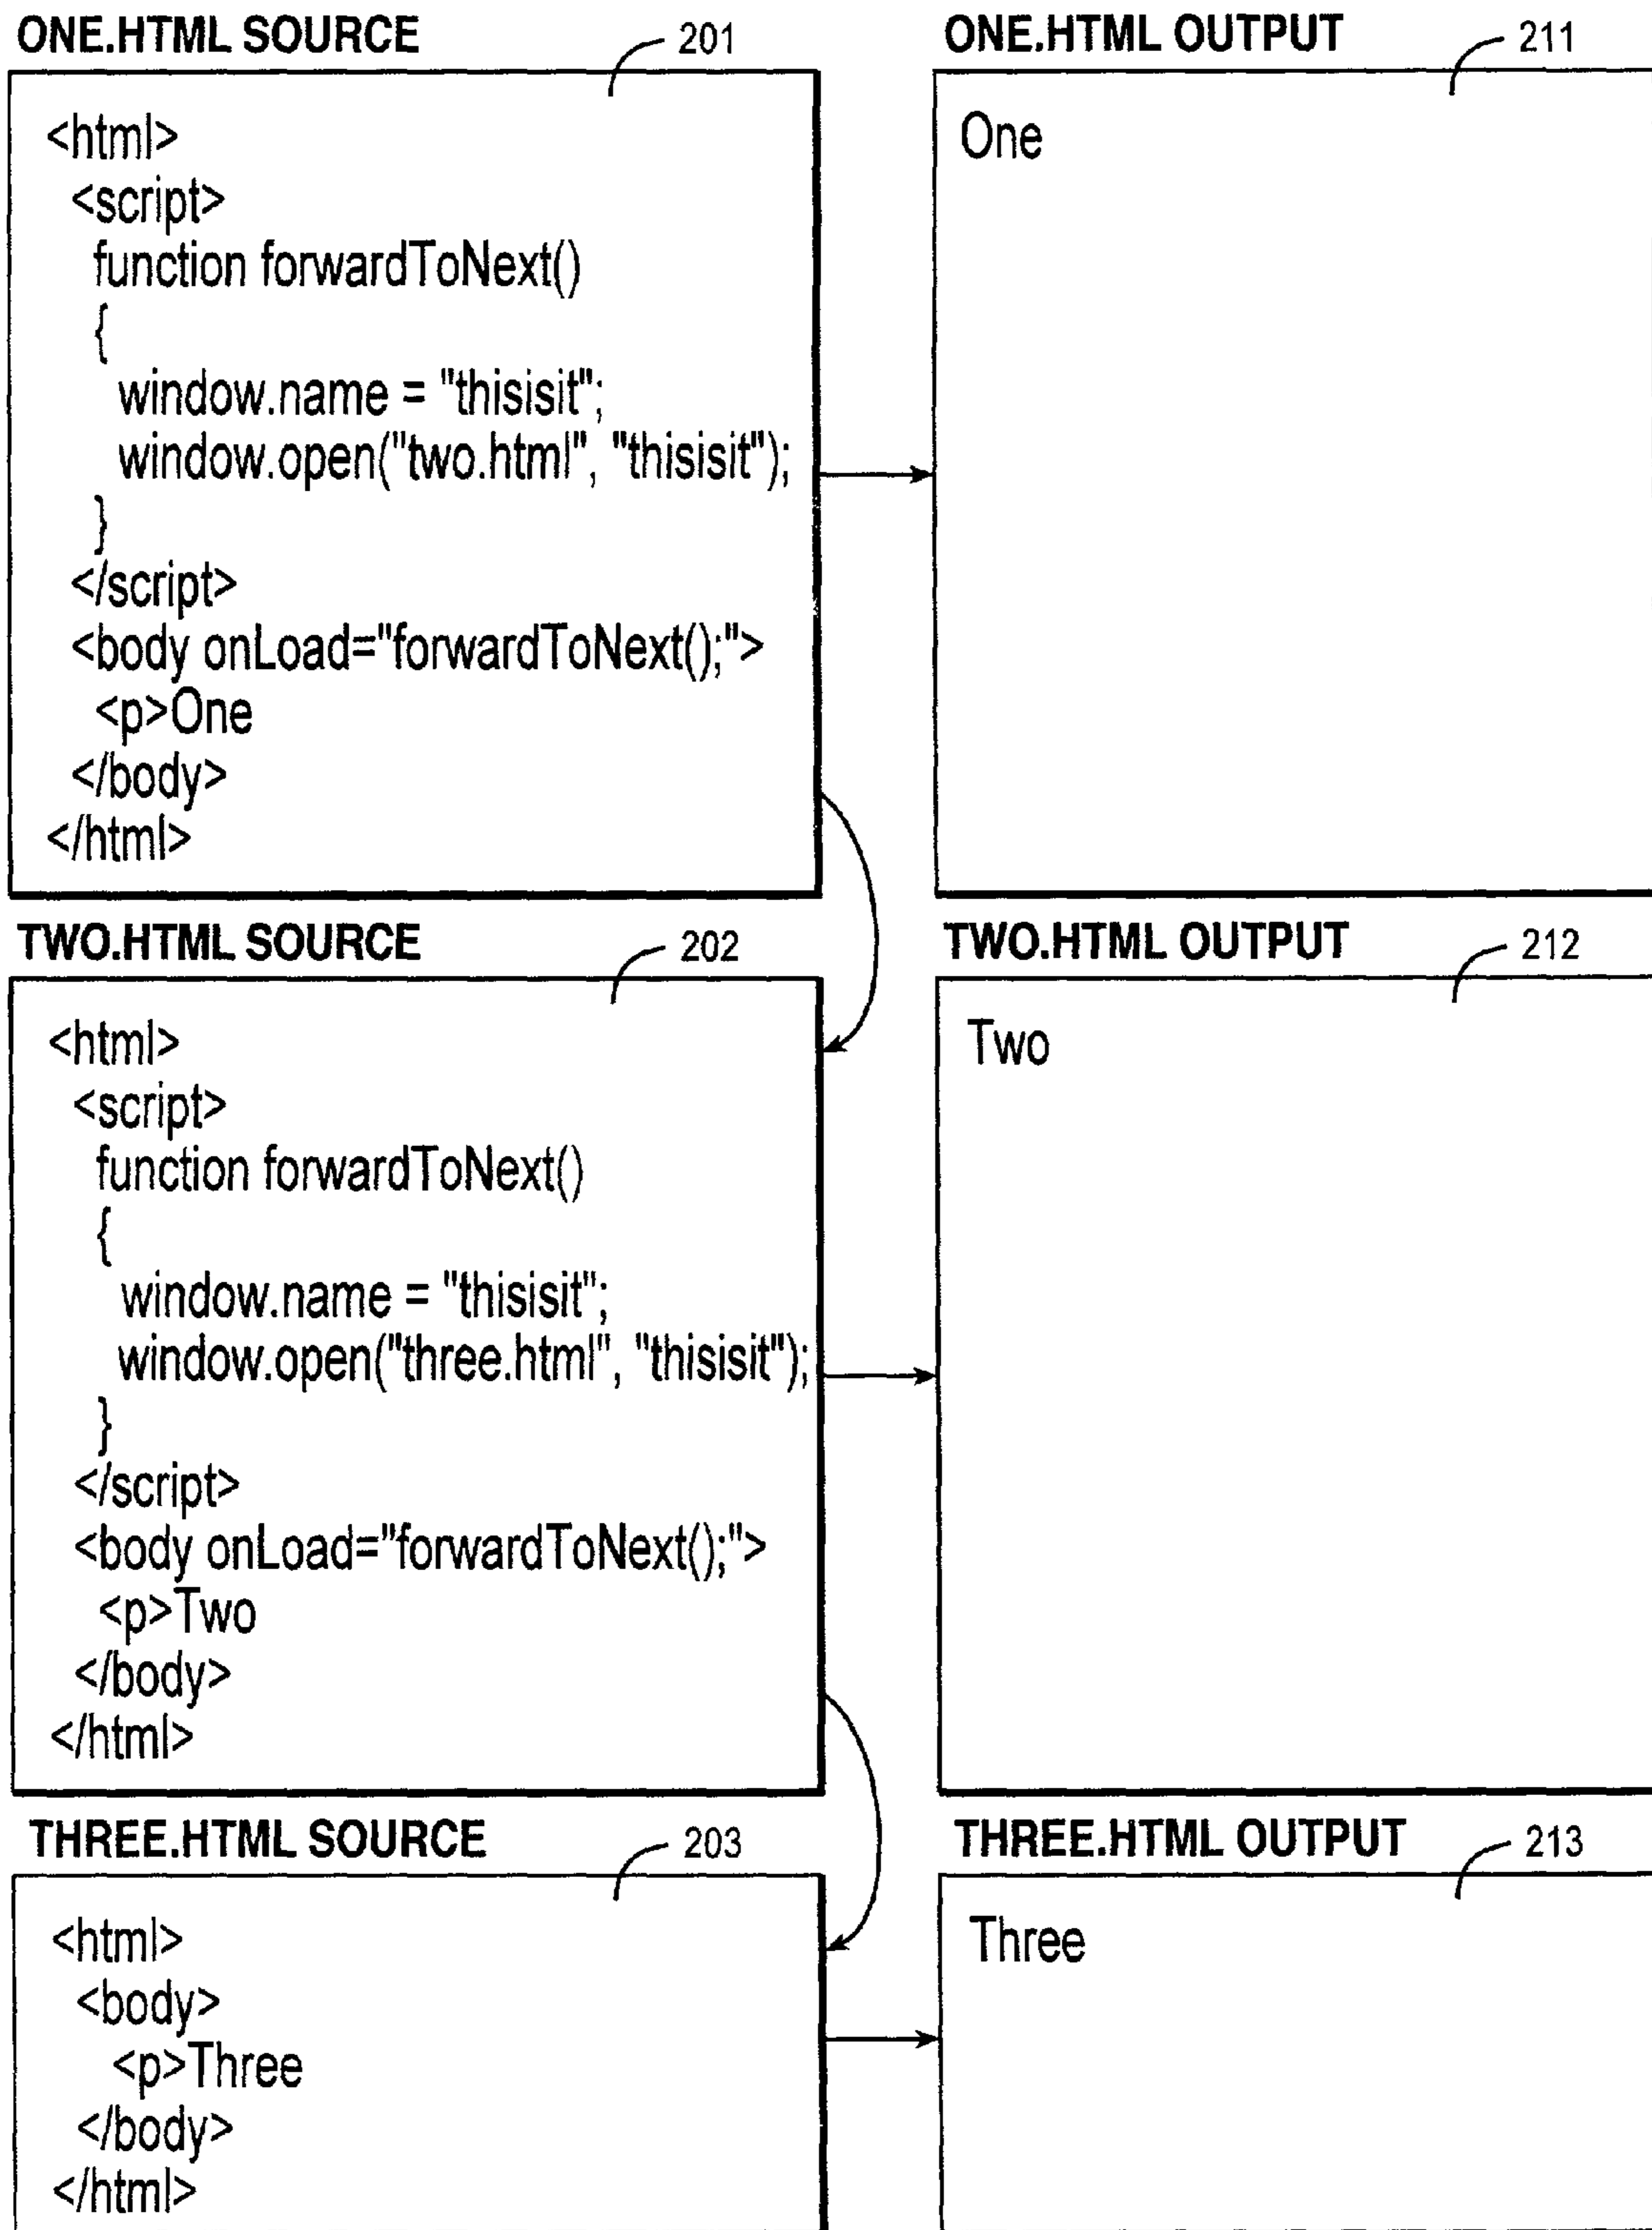 ONE.HTML SOURCE 201
<html>
<script>
function forwardToNext()
{
window.name = "thisisit";
window.open("two.html", "thisisit");
}
</script>
<body onLoad="forwardToNext();">
<p>One
</body>
</html>
ONE.HTML OUTPUT 211
One
TWO.HTML SOURCE 202
<html>
<script>
function forwardToNext()
{
window.name = "thisisit";
window.open("three.html", "thisisit");
}
</script>
<body onLoad="forwardToNext();">
<p>Two
</body>
</html>
TWO.HTML OUTPUT 212
Two
THREE.HTML SOURCE 203
<html>
<body>
<p>Three
</body>
</html>
THREE.HTML OUTPUT 213
Three